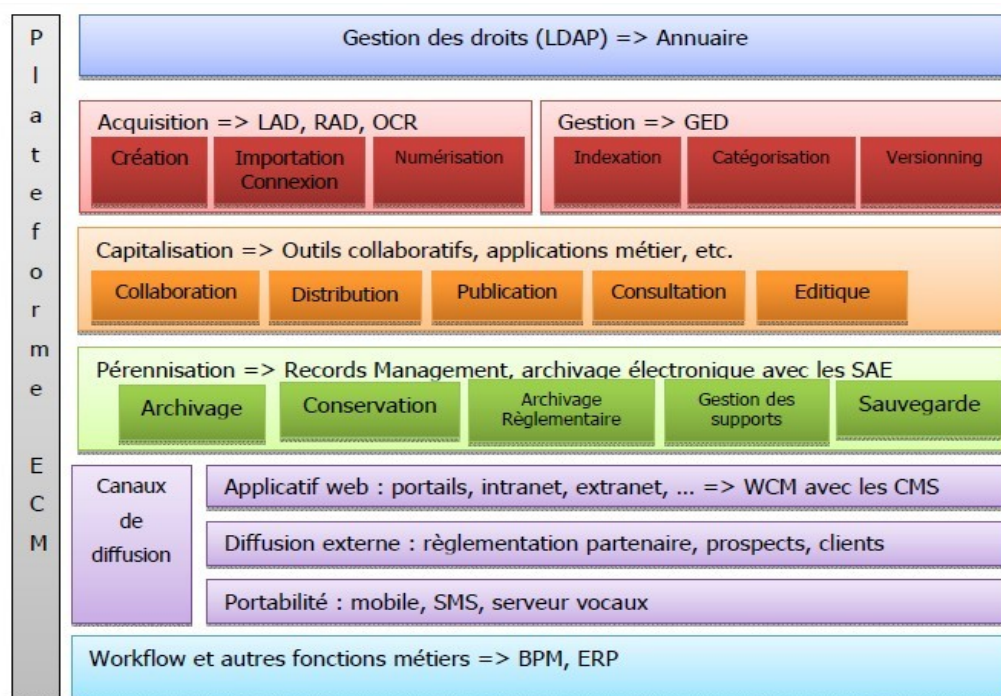 Plateforme ECM
Gestion des droits (LDAP) => Annuaire
Acquisition => LAD, RAD, OCR
Création
Importation
Connexion
Numérisation
Gestion => GED
Indexation
Catégorisation
Versionning
Capitalisation => Outils collaboratifs, applications métier, etc.
Collaboration
Distribution
Publication
Consultation
Editique
Pérennisation => Records Management, archivage électronique avec les SAE
Archivage
Conservation
Archivage
Règlementaire
Gestion des
supports
Sauvegarde
Canaux
de
diffusion
Applicatif web : portails, intranet, extranet, ... => WCM avec les CMS
Diffusion externe : règlementation partenaire, prospects, clients
Portabilité : mobile, SMS, serveur vocaux
Workflow et autres fonctions métiers => BPM, ERP